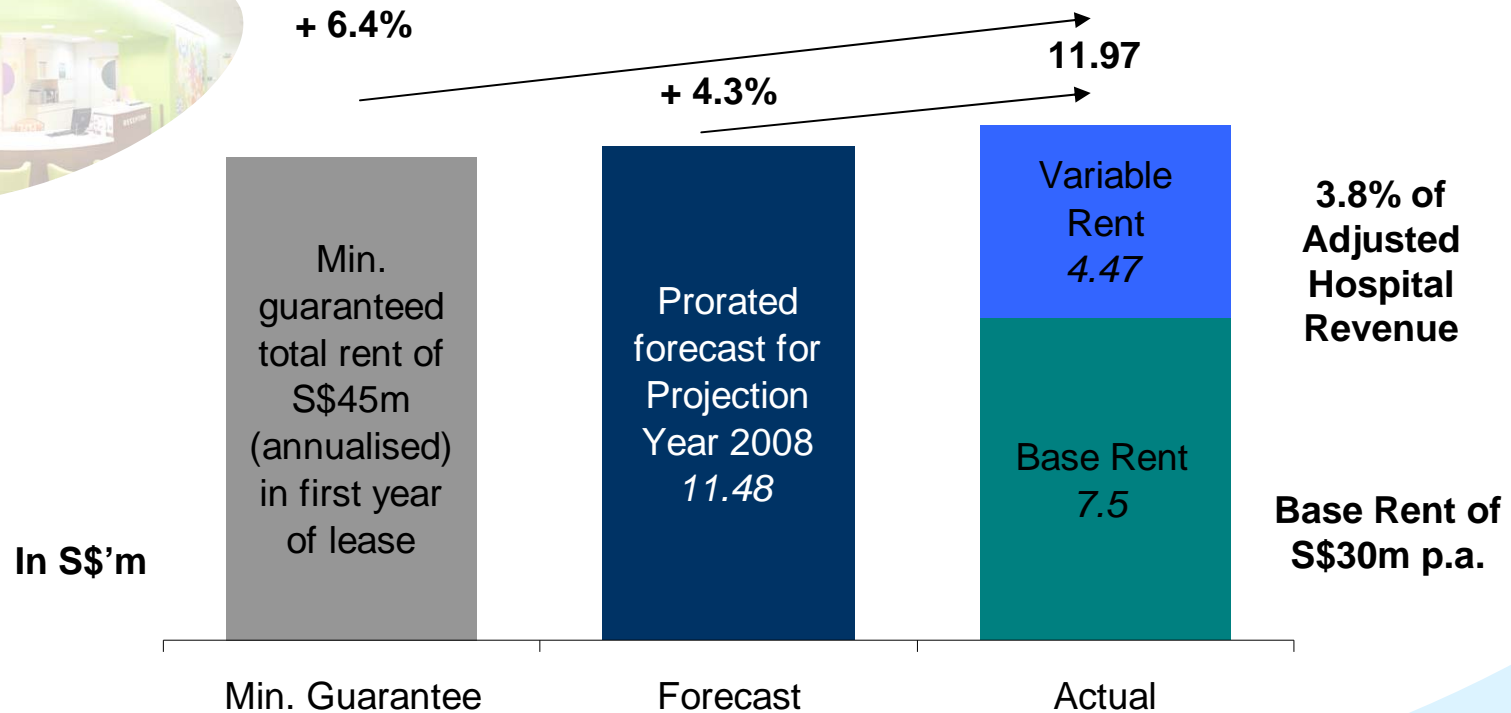 + 6.4%
11.97
+ 4.3%
Min.
guaranteed
total rent of
S$45m
(annualised)
in first year
of lease
Prorated
forecast for
Projection
Year 2008
11.48
Variable
Rent
4.47
Base Rent
7.5
3.8% of
Adjusted
Hospital
Revenue
Base Rent of
S$30m p.a.
In S$’m
Min. Guarantee
Forecast
Actual